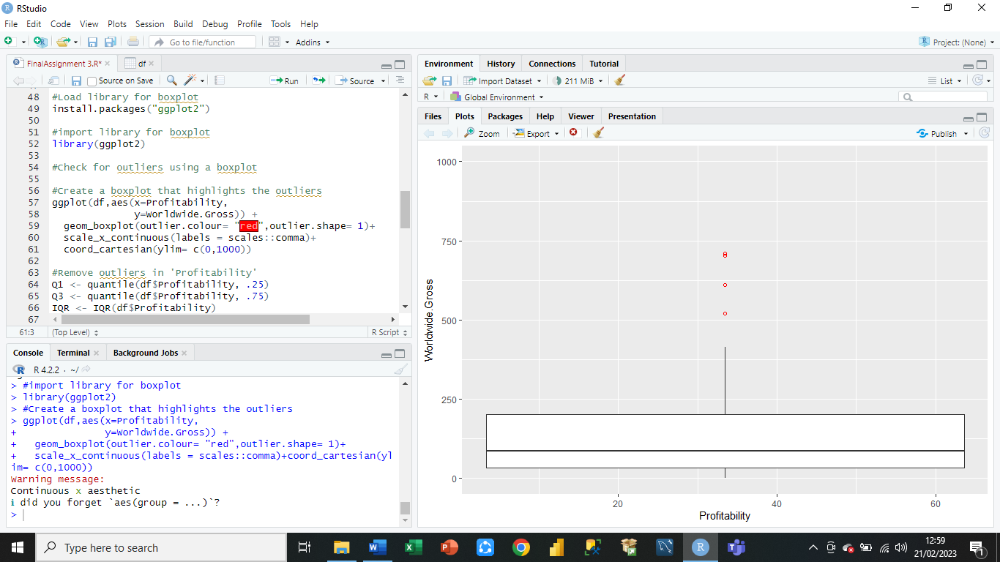 RStudio
File Edit Code View Plots Session Build Debug Profile Tools Help
Go to file/function Addins Project: (None)
FinalAssignment 3.R* df
Source on Save Run Source
48 #Load library for boxplot
49 install.packages("ggplot2")
50
51 #import library for boxplot
52 library(ggplot2)
53
54 #Check for outliers using a boxplot
55
56 #Create a boxplot that highlights the outliers
57 ggplot(df,aes(x=Profitability,
58 y=Worldwide.Gross)) +
59 geom_boxplot(outlier.colour= "red",outlier.shape= 1)+
60 scale_x_continuous(labels = scales::comma)+
61 coord_cartesian(ylim= c(0,1000))
62
63 #Remove outliers in 'Profitability'
64 Q1 <- quantile(df$Profitability, .25)
65 Q3 <- quantile(df$Profitability, .75)
66 IQR <- IQR(df$Profitability)
67
61:3 (Top Level) R Script
Console Terminal Background Jobs
R 4.2.2 · ~/
> #import library for boxplot
> library(ggplot2)
> #Create a boxplot that highlights the outliers
> ggplot(df,aes(x=Profitability,
+ y=Worldwide.Gross)) +
+ geom_boxplot(outlier.colour= "red",outlier.shape= 1)+
+ scale_x_continuous(labels = scales::comma)+coord_cartesian(yl
im= c(0,1000))
Warning message:
Continuous x aesthetic
ℹ did you forget `aes(group = ...)`?
>
Environment History Connections Tutorial
Import Dataset 211 MiB List
R Global Environment
Files Plots Packages Help Viewer Presentation
Zoom Export Publish
1000
750
500
250
0
Worldwide.Gross
20 40 60
Profitability
Type here to search
12:59
21/02/2023
1